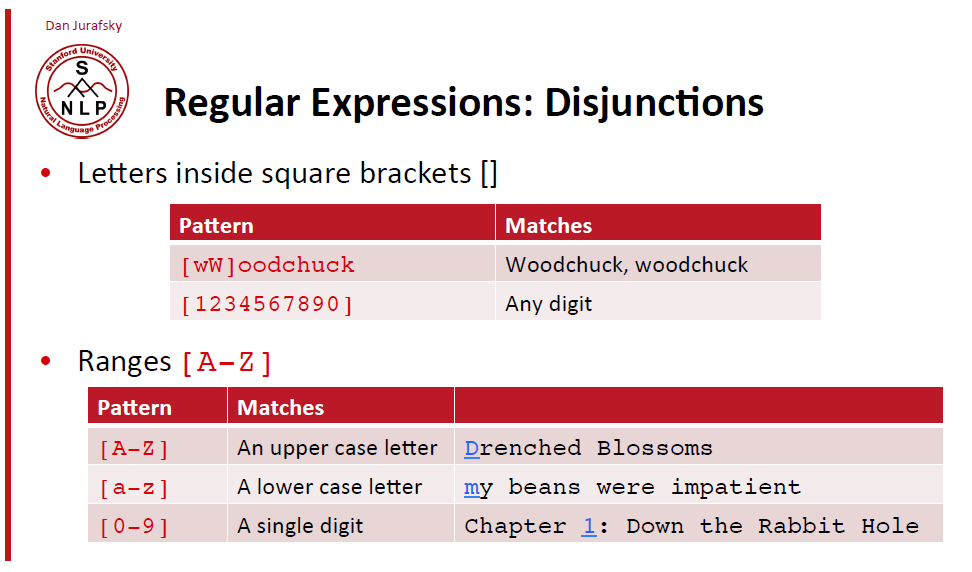 Dan Jurafsky
Stanford University
S
NLP
Natural Language Processing
Regular Expressions: Disjunctions
• Letters inside square brackets []
Pattern Matches
[wW]oodchuck Woodchuck, woodchuck
[1234567890] Any digit
• Ranges [A-Z]
Pattern Matches
[A-Z] An upper case letter Drenched Blossoms
[a-z] A lower case letter my beans were impatient
[0-9] A single digit Chapter 1: Down the Rabbit Hole